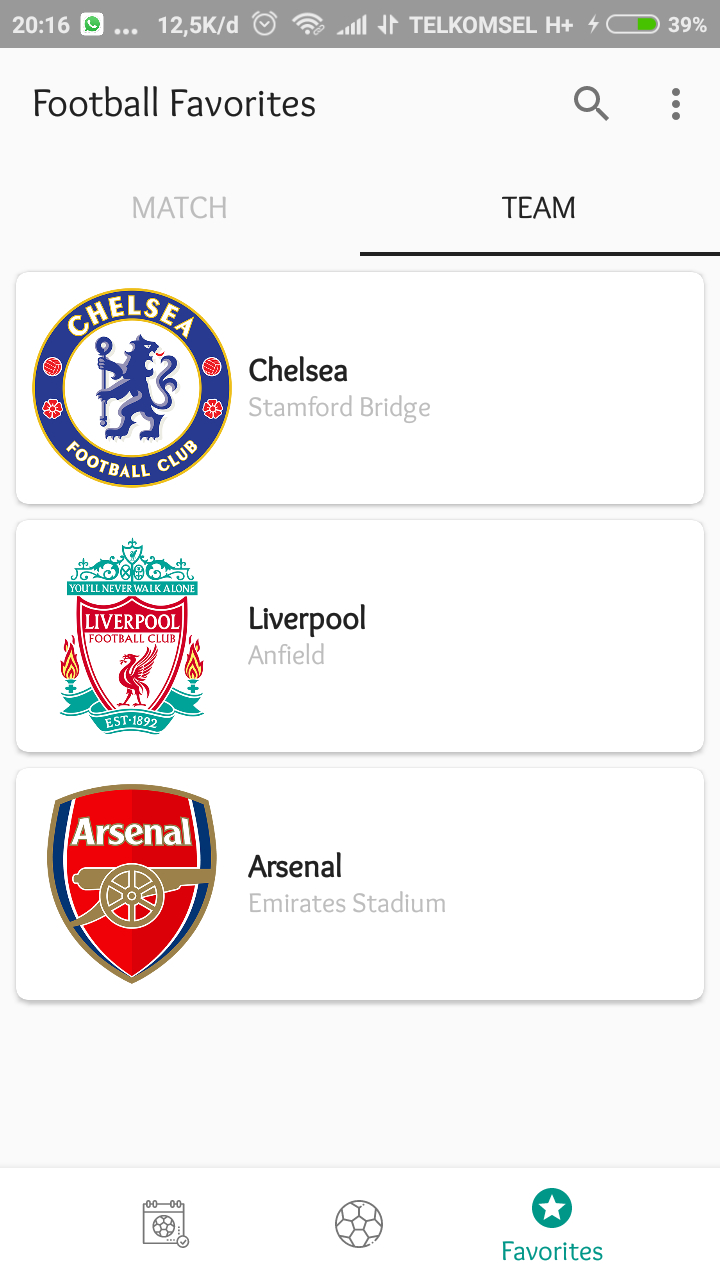 20:16 ... 12,5K/d TELKOMSEL H+ 39%
Football Favorites
MATCH TEAM
CHELSEA
FOOTBALL CLUB
Chelsea
Stamford Bridge
YOU'LL NEVER WALK ALONE
LIVERPOOL
FOOTBALL CLUB
EST·1892
Liverpool
Anfield
Arsenal
Arsenal
Emirates Stadium
Favorites